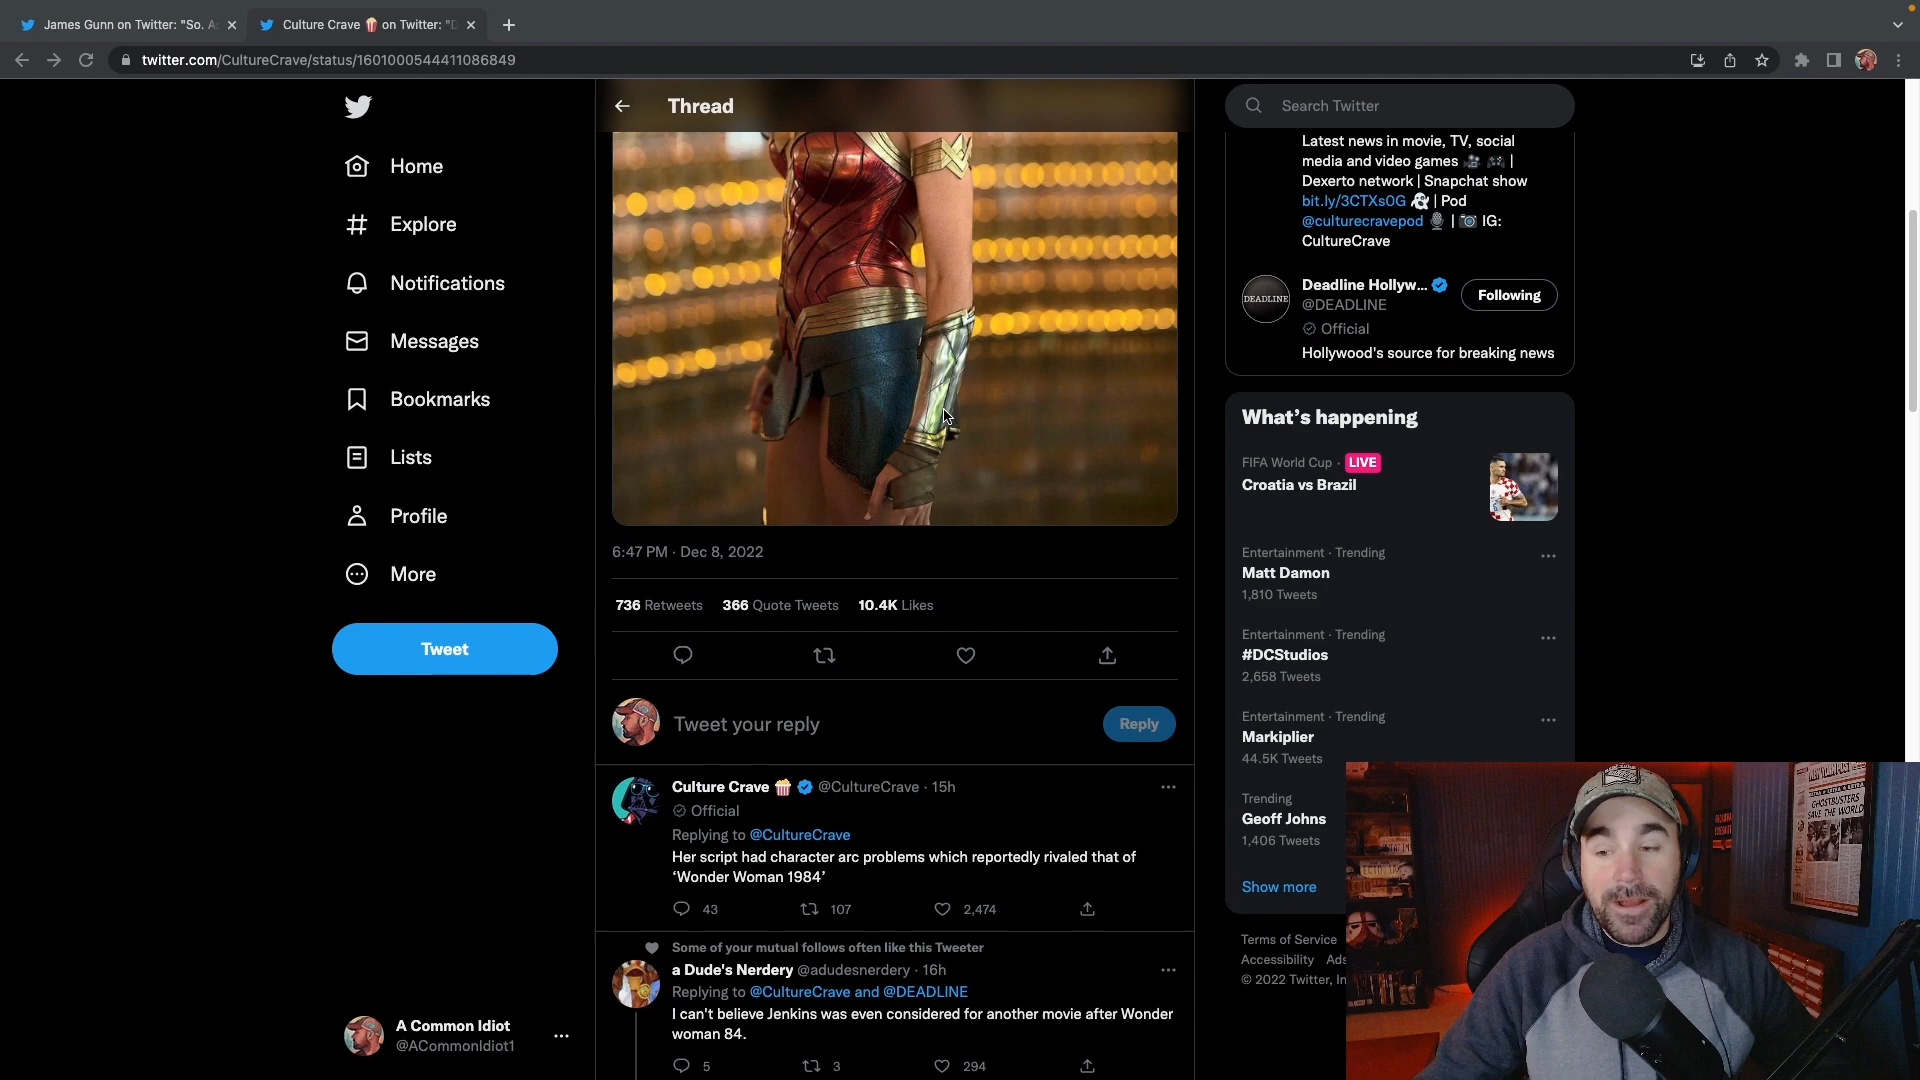 James Gunn on Twitter: "So. A
Culture Crave 🍿 on Twitter: "D
twitter.com/CultureCrave/status/1601000544411086849
Home
Explore
Notifications
Messages
Bookmarks
Lists
Profile
More
Tweet
A Common Idiot
@ACommonIdiot1
Thread
6:47 PM · Dec 8, 2022
736 Retweets 366 Quote Tweets 10.4K Likes
Tweet your reply
Reply
Culture Crave 🍿 @CultureCrave · 15h
Official
Replying to @CultureCrave
Her script had character arc problems which reportedly rivaled that of
‘Wonder Woman 1984’
43 107 2,474
Some of your mutual follows often like this Tweeter
a Dude's Nerdery @adudesnerdery · 16h
Replying to @CultureCrave and @DEADLINE
I can't believe Jenkins was even considered for another movie after Wonder
woman 84.
5 3 294
Search Twitter
Latest news in movie, TV, social
media and video games 🎥 🎮 |
Dexerto network | Snapchat show
bit.ly/3CTXs0G 👻 | Pod
@culturecravepod 🎙 | 📷 IG:
CultureCrave
DEADLINE
Deadline Hollyw...
@DEADLINE
Official
Hollywood's source for breaking news
Following
What’s happening
FIFA World Cup · LIVE
Croatia vs Brazil
Entertainment · Trending
Matt Damon
1,810 Tweets
Entertainment · Trending
#DCStudios
2,658 Tweets
Entertainment · Trending
Markiplier
44.5K Tweets
Trending
Geoff Johns
1,406 Tweets
Show more
Terms of Service
Accessibility Ads
© 2022 Twitter, In
GHOSTBUSTERS
SAVE THE WORLD